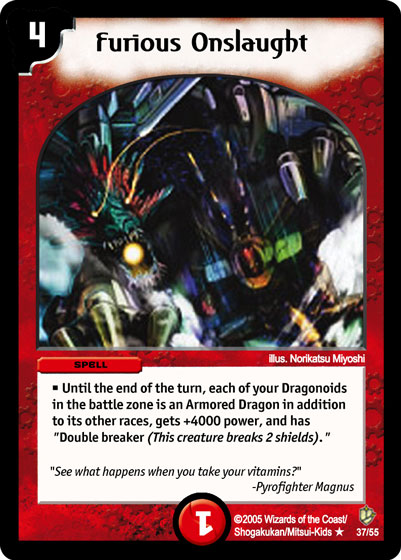 4
Furious Onslaught
illus. Norikatsu Miyoshi
SPELL
▪ Until the end of the turn, each of your Dragonoids
in the battle zone is an Armored Dragon in addition
to its other races, gets +4000 power, and has
"Double breaker (This creature breaks 2 shields)."
"See what happens when you take your vitamins?"
-Pyrofighter Magnus
1
©2005 Wizards of the Coast/
Shogakukan/Mitsui-Kids ★ 37/55